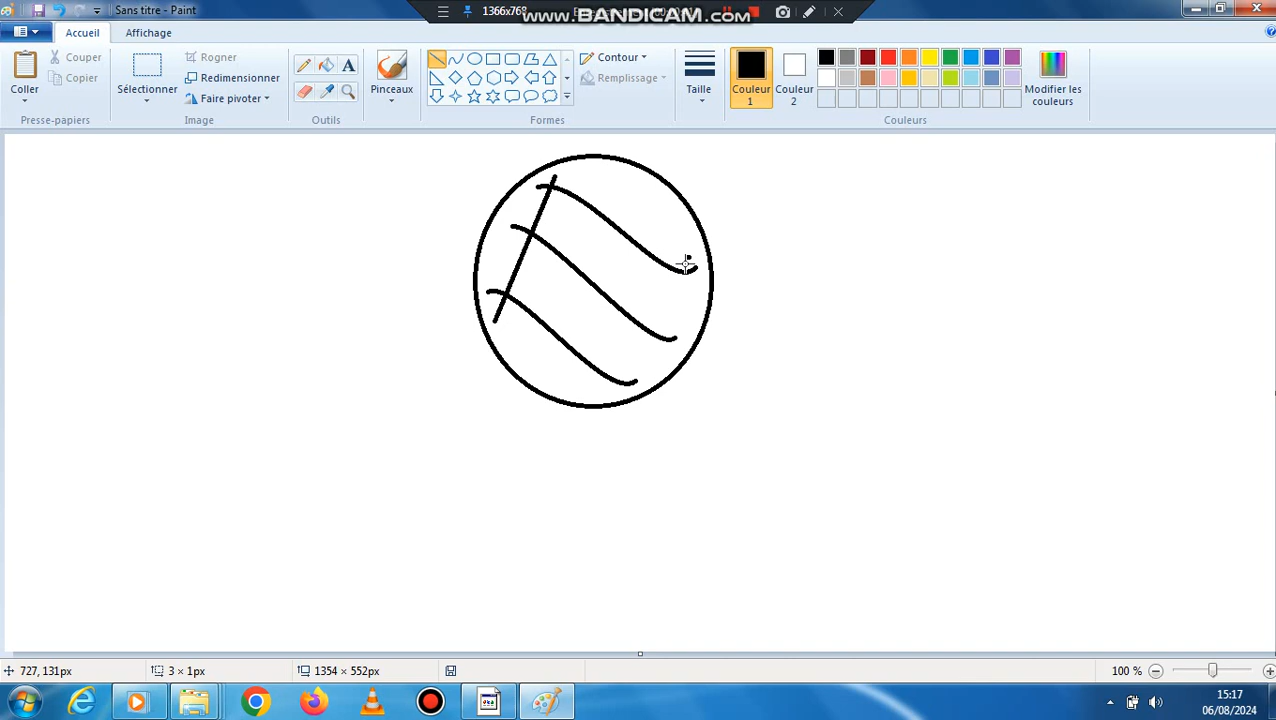 Sans titre - Paint
1366x768
www.BANDICAM.com
Accueil
Affichage
Coller
Couper
Copier
Presse-papiers
Sélectionner
Rogner
Redimensionner
Faire pivoter
Image
A
Outils
Pinceaux
Contour
Remplissage
Formes
Taille
Couleur 1
Couleur 2
Modifier les couleurs
Couleurs
727, 131px
3 × 1px
1354 × 552px
100 %
15:17
06/08/2024